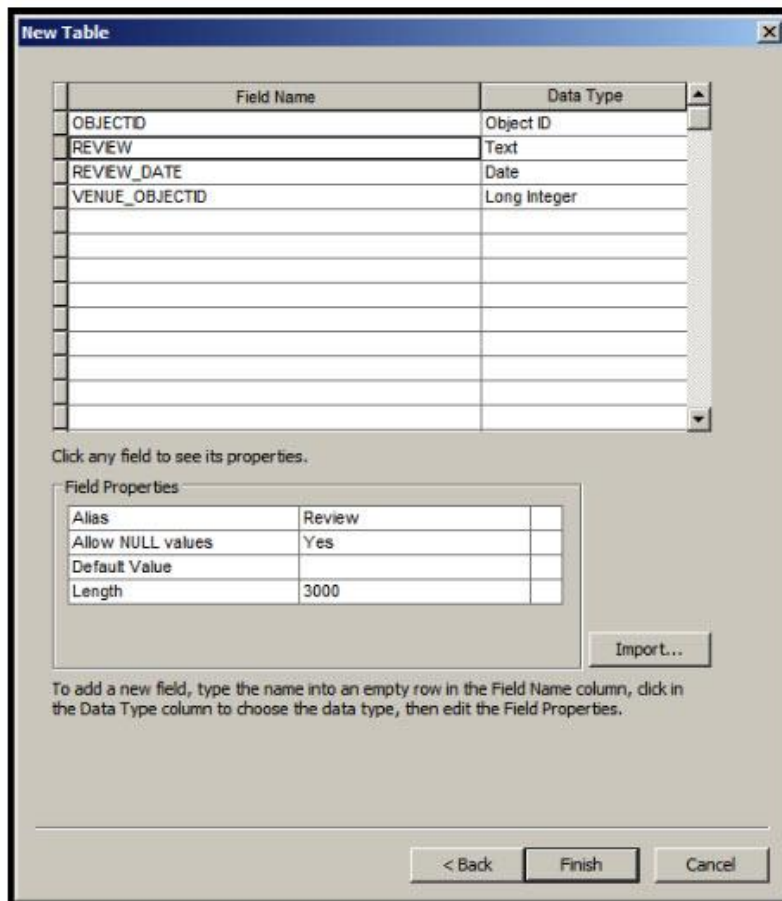 New Table
Field Name Data Type
OBJECTID Object ID
REVIEW Text
REVIEW_DATE Date
VENUE_OBJECTID Long Integer
Click any field to see its properties.
Field Properties
Alias Review
Allow NULL values Yes
Default Value
Length 3000
Import...
To add a new field, type the name into an empty row in the Field Name column, click in
the Data Type column to choose the data type, then edit the Field Properties.
< Back Finish Cancel